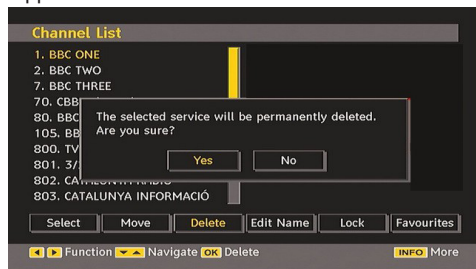 Channel List
1. BBC ONE
2. BBC TWO
7. BBC THREE
70. CBB
80. BBC
105. BB
800. TV
801. 3/
802. CATALUNYA RÀDIO
803. CATALUNYA INFORMACIÓ
The selected service will be permanently deleted.
Are you sure?
Yes No
Select Move Delete Edit Name Lock Favourites
Function Navigate OK Delete INFO More